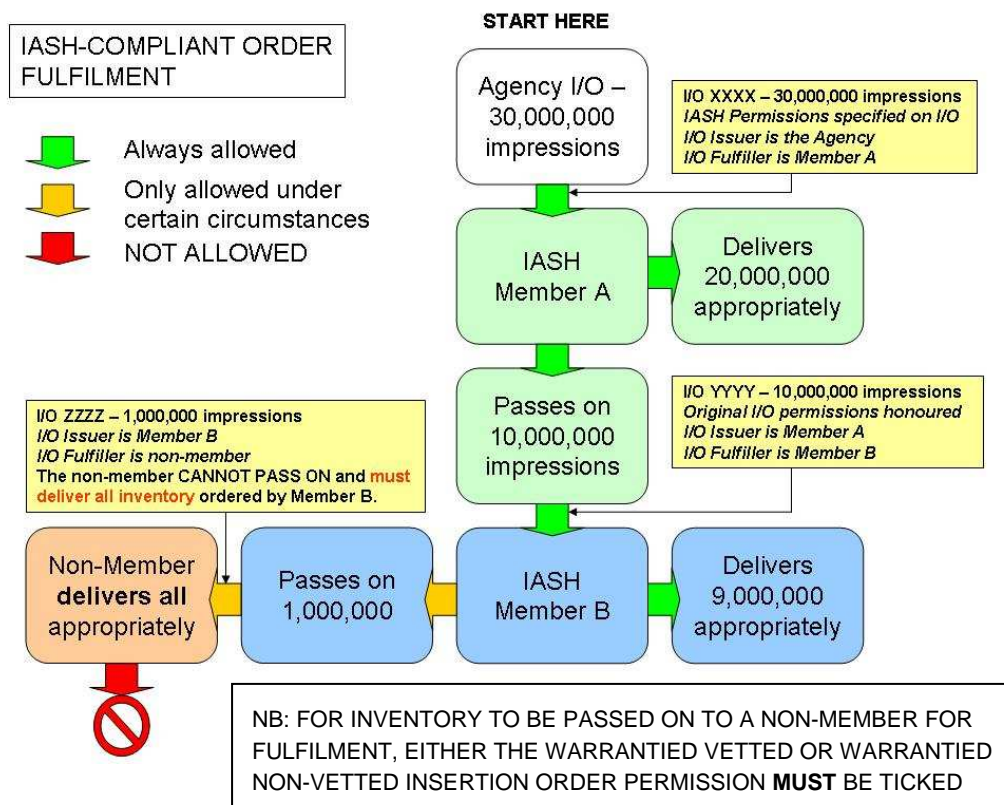 START HERE
IASH-COMPLIANT ORDER
FULFILMENT
Always allowed
Only allowed under
certain circumstances
NOT ALLOWED
Agency I/O –
30,000,000
impressions
I/O XXXX – 30,000,000 impressions
IASH Permissions specified on I/O
I/O Issuer is the Agency
I/O Fulfiller is Member A
IASH
Member A
Delivers
20,000,000
appropriately
Passes on
10,000,000
impressions
I/O YYYY – 10,000,000 impressions
Original I/O permissions honoured
I/O Issuer is Member A
I/O Fulfiller is Member B
I/O ZZZZ – 1,000,000 impressions
I/O Issuer is Member B
I/O Fulfiller is non-member
The non-member CANNOT PASS ON and must
deliver all inventory ordered by Member B.
Non-Member
delivers all
appropriately
Passes on
1,000,000
IASH
Member B
Delivers
9,000,000
appropriately
NB: FOR INVENTORY TO BE PASSED ON TO A NON-MEMBER FOR
FULFILMENT, EITHER THE WARRANTIED VETTED OR WARRANTIED
NON-VETTED INSERTION ORDER PERMISSION MUST BE TICKED